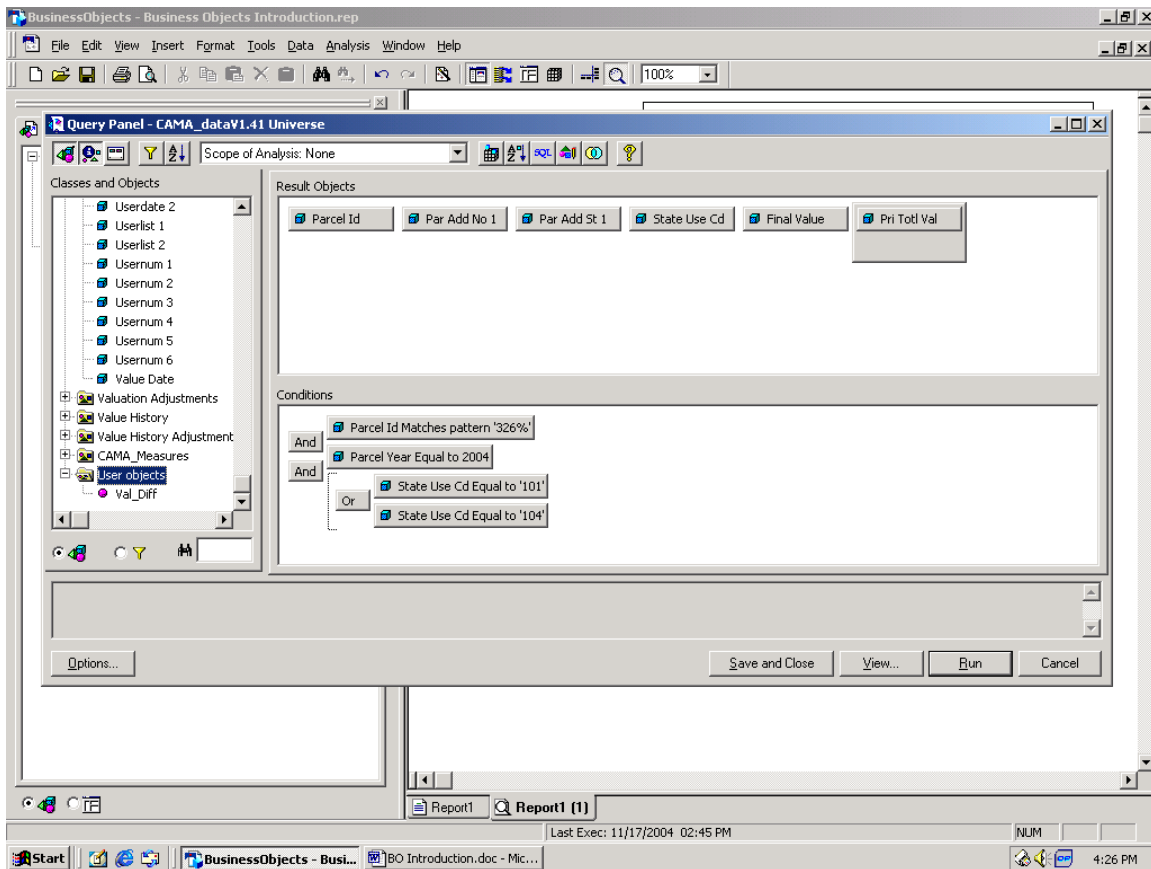 BusinessObjects - Business Objects Introduction.rep
File Edit View Insert Format Tools Data Analysis Window Help
100%
Query Panel - CAMA_dataV1.41 Universe
Scope of Analysis: None
SQL
Classes and Objects
Userdate 2
Userlist 1
Userlist 2
Usernum 1
Usernum 2
Usernum 3
Usernum 4
Usernum 5
Usernum 6
Value Date
Valuation Adjustments
Value History
Value History Adjustment
CAMA_Measures
User objects
Val_Diff
Result Objects
Parcel Id Par Add No 1 Par Add St 1 State Use Cd Final Value Pri Totl Val
Conditions
Parcel Id Matches pattern '326%'
And
Parcel Year Equal to 2004
And
State Use Cd Equal to '101'
Or
State Use Cd Equal to '104'
Options... Save and Close View... Run Cancel
Report1 Report1 (1)
Last Exec: 11/17/2004 02:45 PM NUM
Start BusinessObjects - Busi... BO Introduction.doc - Mic... 4:26 PM